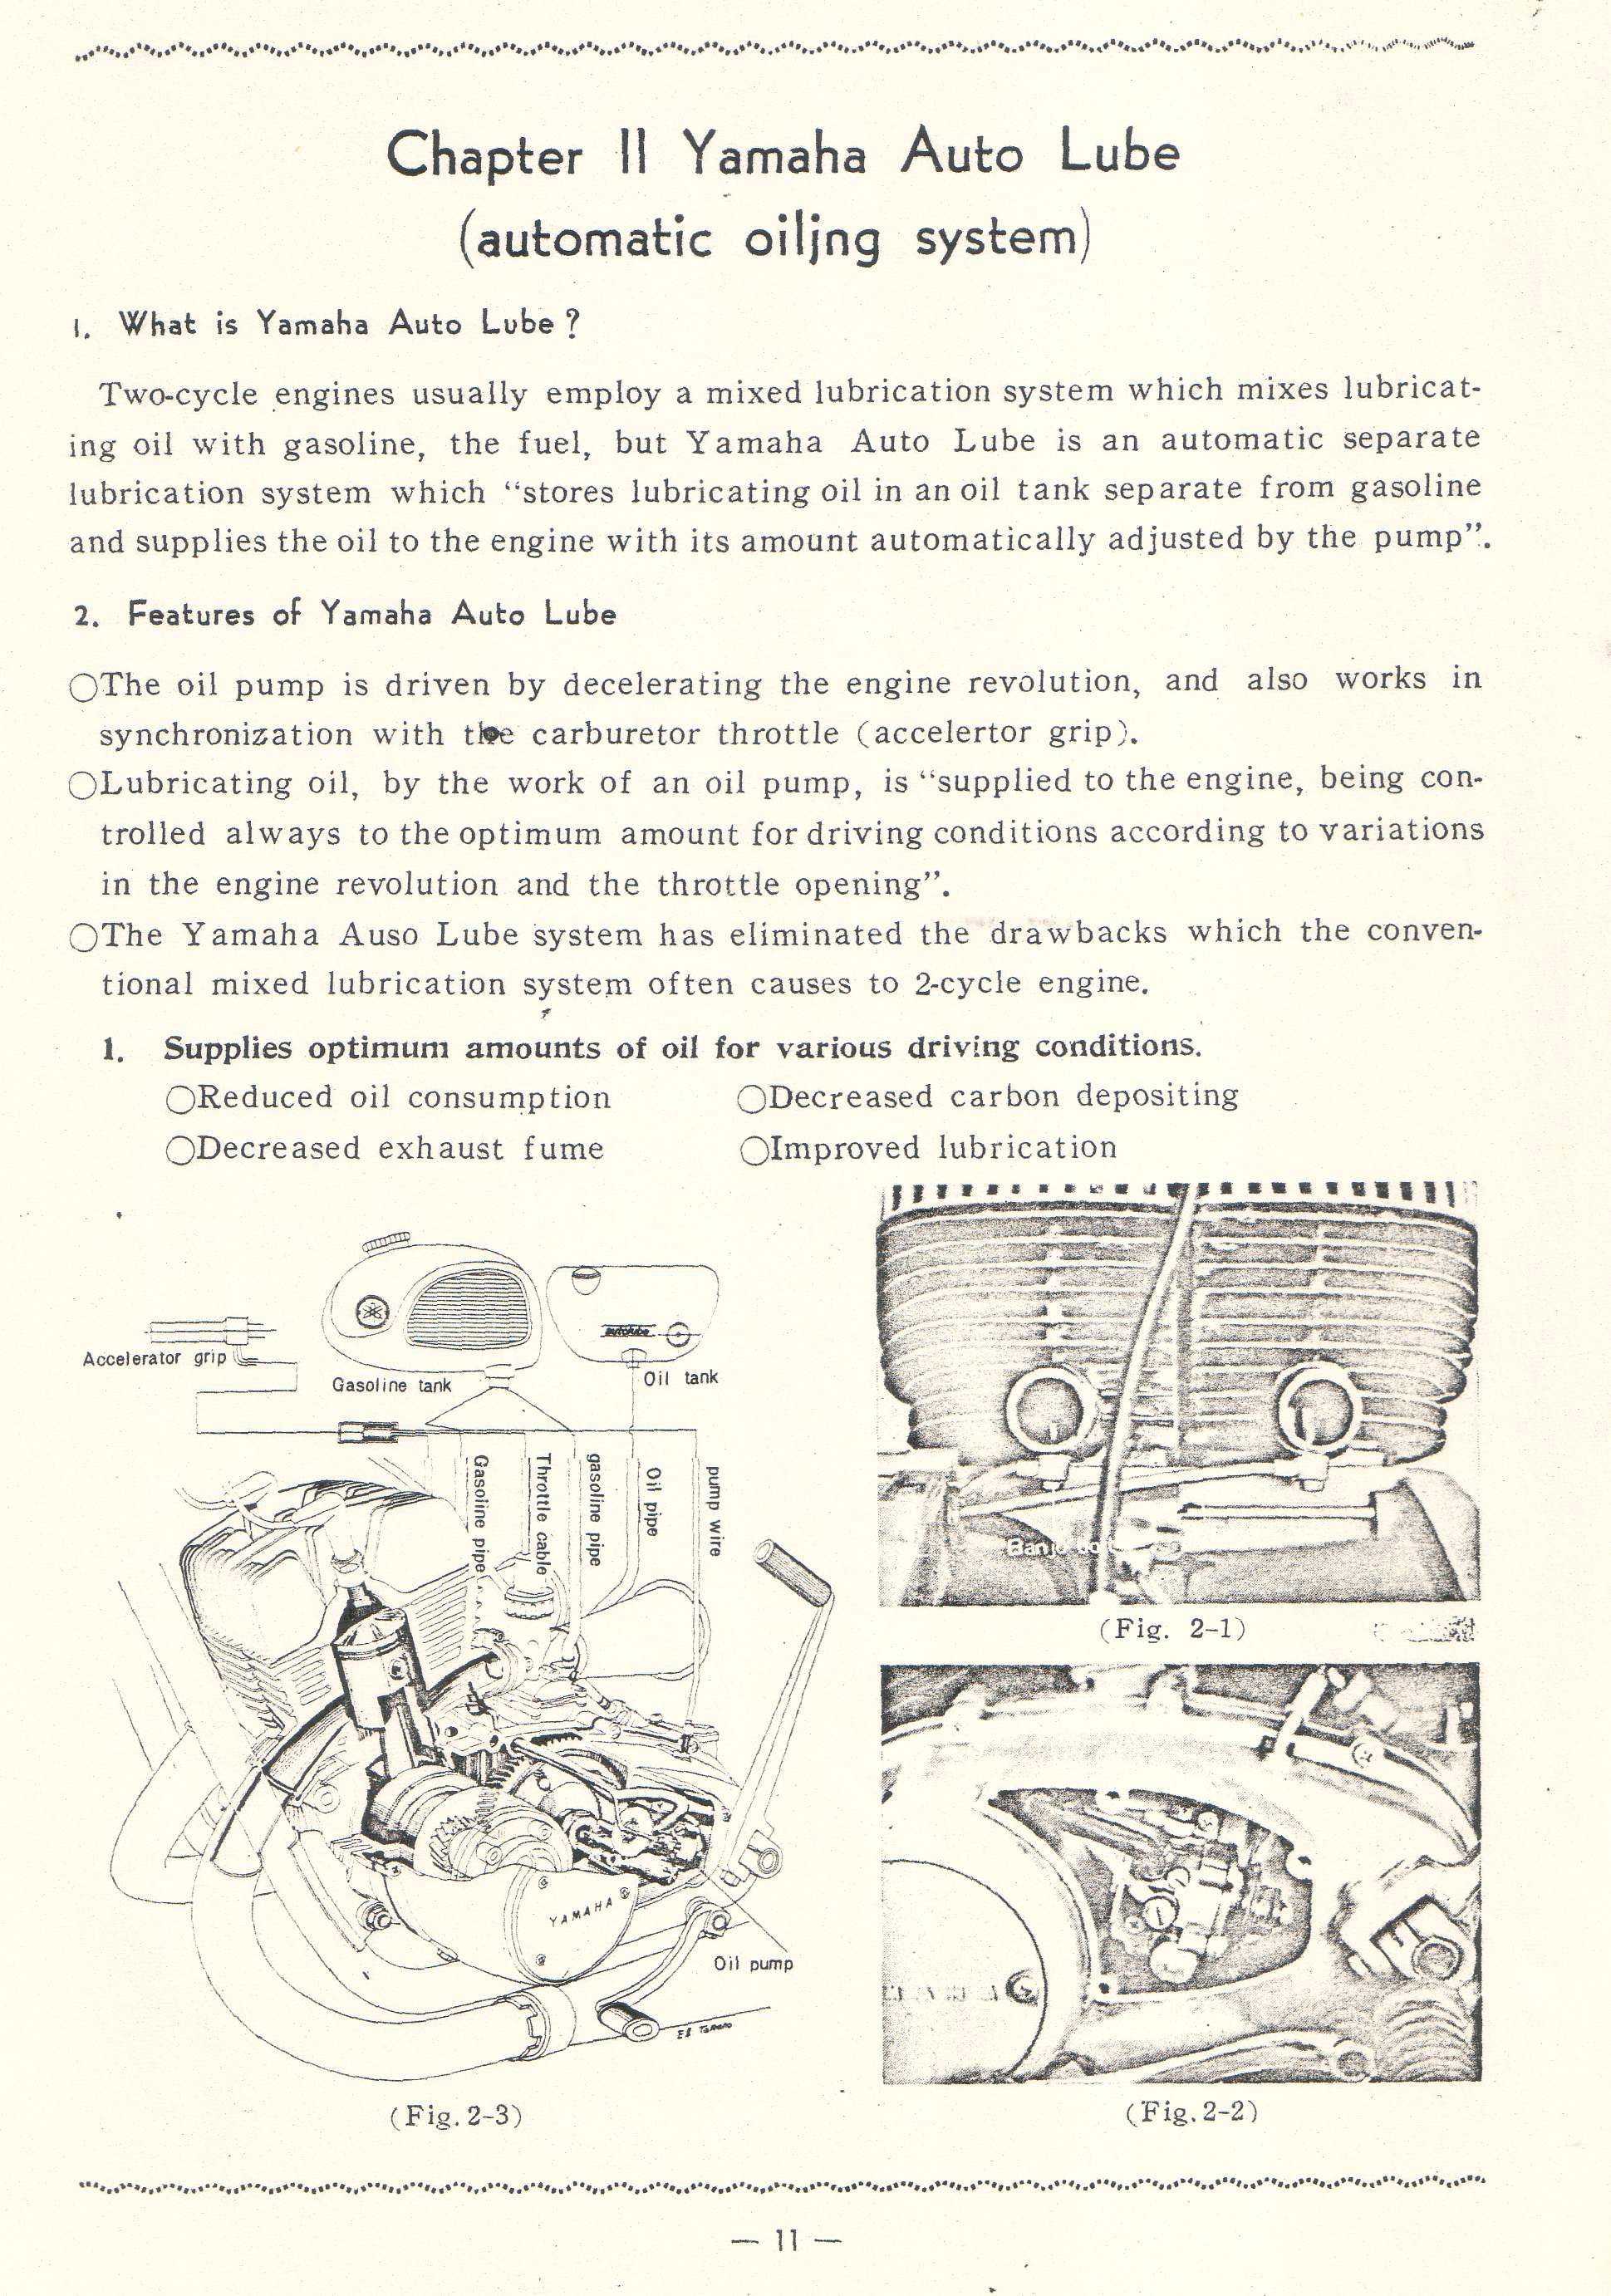 Chapter II Yamaha Auto Lube
(automatic oiljng system)
1. What is Yamaha Auto Lube?
Two-cycle engines usually employ a mixed lubrication system which mixes lubricat-
ing oil with gasoline, the fuel, but Yamaha Auto Lube is an automatic separate
lubrication system which “stores lubricating oil in an oil tank separate from gasoline
and supplies the oil to the engine with its amount automatically adjusted by the pump”.
2. Features of Yamaha Auto Lube
○The oil pump is driven by decelerating the engine revolution, and also works in
synchronization with the carburetor throttle (accelertor grip).
○Lubricating oil, by the work of an oil pump, is “supplied to the engine, being con-
trolled always to the optimum amount for driving conditions according to variations
in the engine revolution and the throttle opening”.
○The Yamaha Auso Lube system has eliminated the drawbacks which the conven-
tional mixed lubrication system often causes to 2-cycle engine.
1. Supplies optimum amounts of oil for various driving conditions.
○Reduced oil consumption ○Decreased carbon depositing
○Decreased exhaust fume ○Improved lubrication
autolube
Accelerator grip
Gasoline tank
Oil tank
Gasoline pipe
Throttle cable
gasoline pipe
Oil pipe
pump wire
YAMAHA
Oil pump
(Fig. 2-3)
(Fig. 2-1)
(Fig. 2-2)
— 11 —